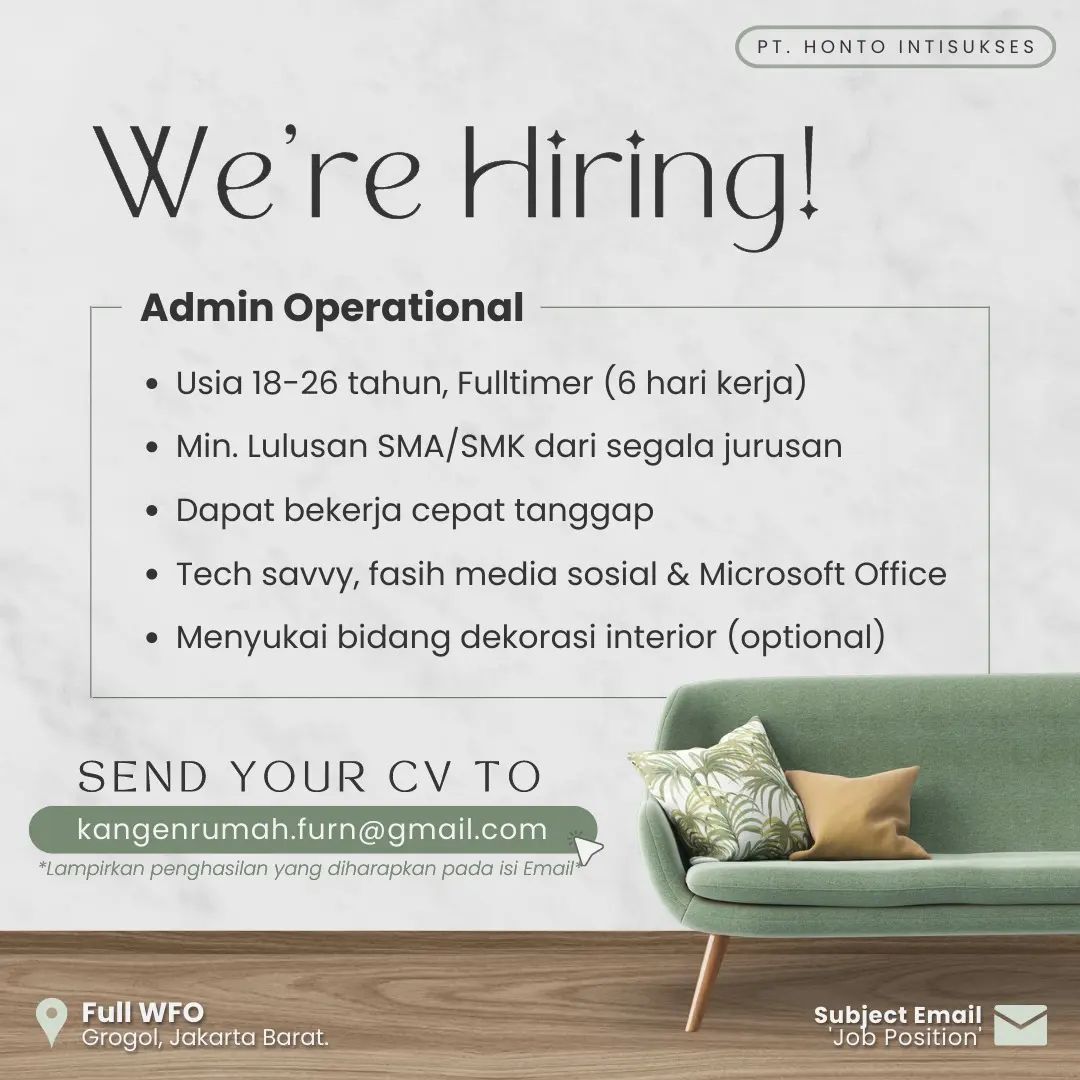 PT. HONTO INTISUKSES
We're Hiring!
Admin Operational
• Usia 18-26 tahun, Fulltimer (6 hari kerja)
• Min. Lulusan SMA/SMK dari segala jurusan
• Dapat bekerja cepat tanggap
• Tech savvy, fasih media sosial & Microsoft Office
• Menyukai bidang dekorasi interior (optional)
SEND YOUR CV TO
kangenrumah.furn@gmail.com
*Lampirkan penghasilan yang diharapkan pada isi Email*
Full WFO
Grogol, Jakarta Barat.
Subject Email
'Job Position'